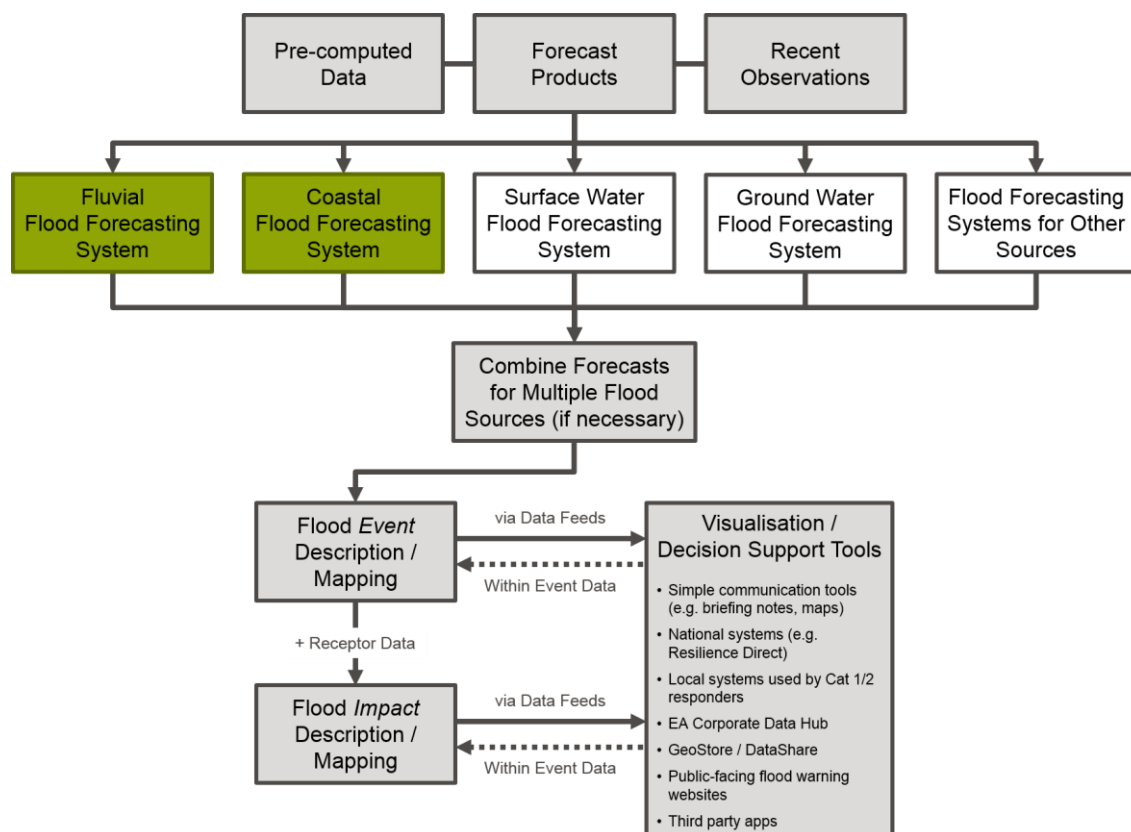 Pre-computed
Data
Forecast
Products
Recent
Observations
Fluvial
Flood Forecasting
System
Coastal
Flood Forecasting
System
Surface Water
Flood Forecasting
System
Ground Water
Flood Forecasting
System
Flood Forecasting
Systems for Other
Sources
Combine Forecasts
for Multiple Flood
Sources (if necessary)
Flood Event
Description /
Mapping
via Data Feeds
Within Event Data
+ Receptor Data
Flood Impact
Description /
Mapping
via Data Feeds
Within Event Data
Visualisation /
Decision Support Tools
• Simple communication tools
(e.g. briefing notes, maps)
• National systems (e.g.
Resilience Direct)
• Local systems used by Cat 1/2
responders
• EA Corporate Data Hub
• GeoStore / DataShare
• Public-facing flood warning
websites
• Third party apps